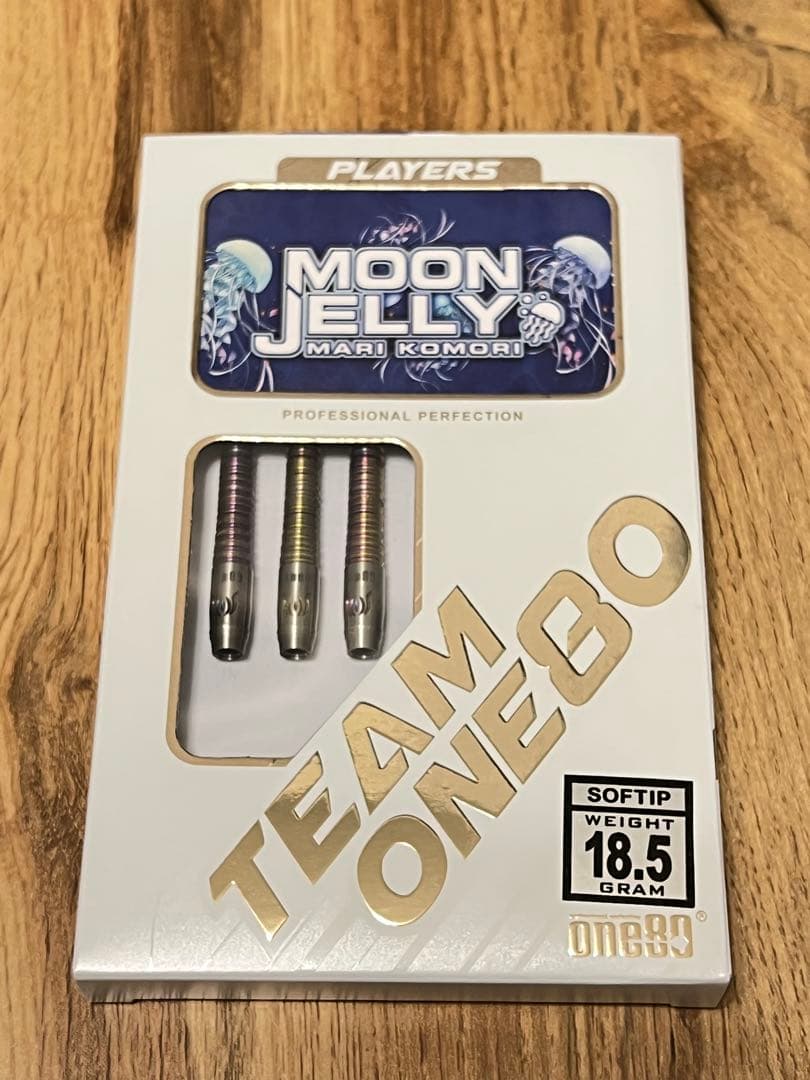 PLAYERS
MOON
JELLY
MARI KOMORI
PROFESSIONAL PERFECTION
TEAM
ONE80
SOFTIP
WEIGHT
18.5
GRAM
one80®